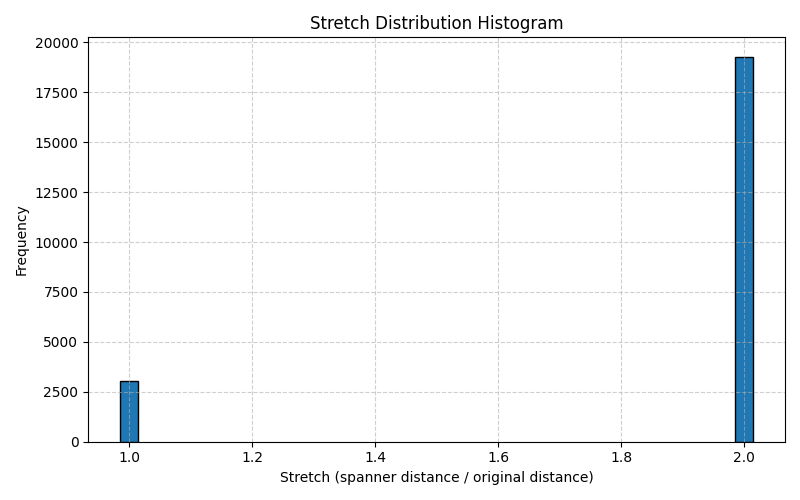 Stretch Distribution Histogram
20000
17500
15000
12500
10000
7500
5000
2500
0
Frequency
1.0 1.2 1.4 1.6 1.8 2.0
Stretch (spanner distance / original distance)